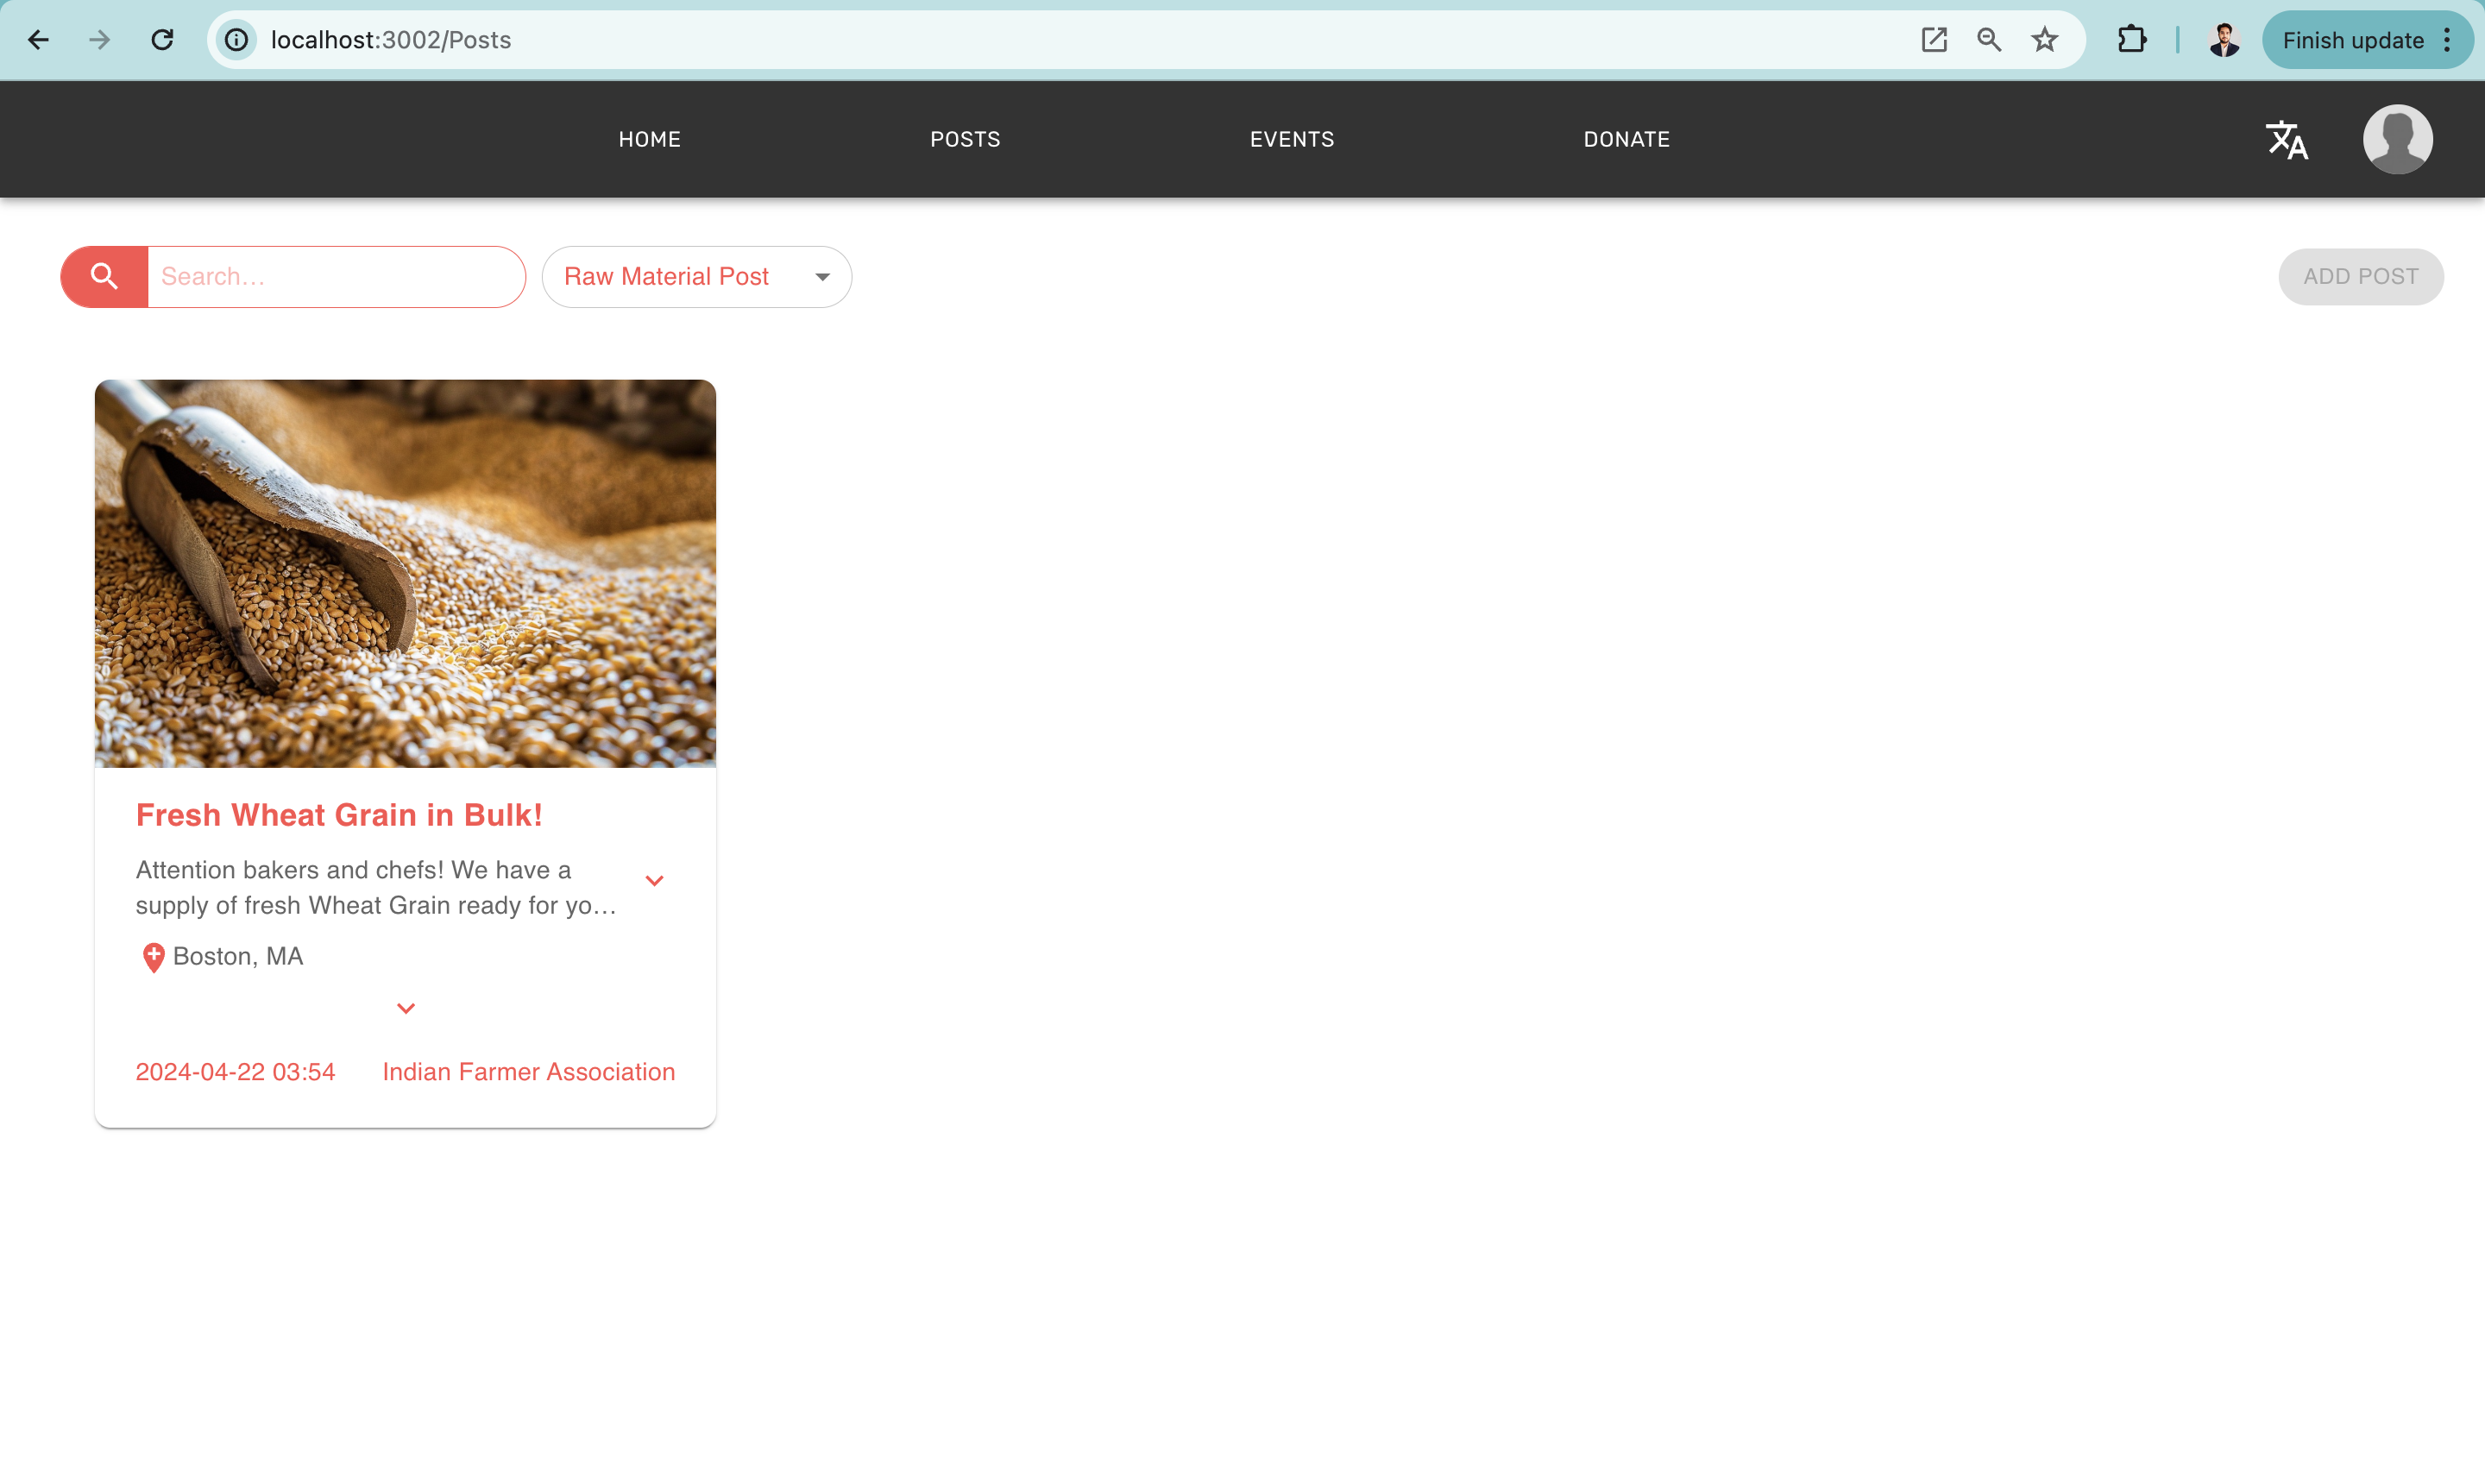 localhost:3002/Posts
Finish update
HOME
POSTS
EVENTS
DONATE
Search...
Raw Material Post
ADD POST
Fresh Wheat Grain in Bulk!
Attention bakers and chefs! We have a
supply of fresh Wheat Grain ready for yo...
Boston, MA
2024-04-22 03:54
Indian Farmer Association